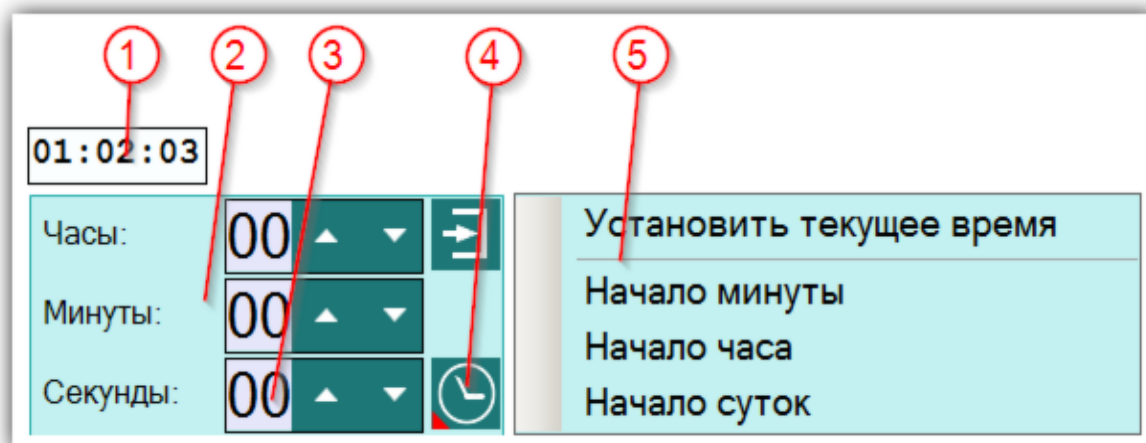 1 2 3 4 5
01:02:03
Часы: 00
Минуты: 00
Секунды: 00
Установить текущее время
Начало минуты
Начало часа
Начало суток